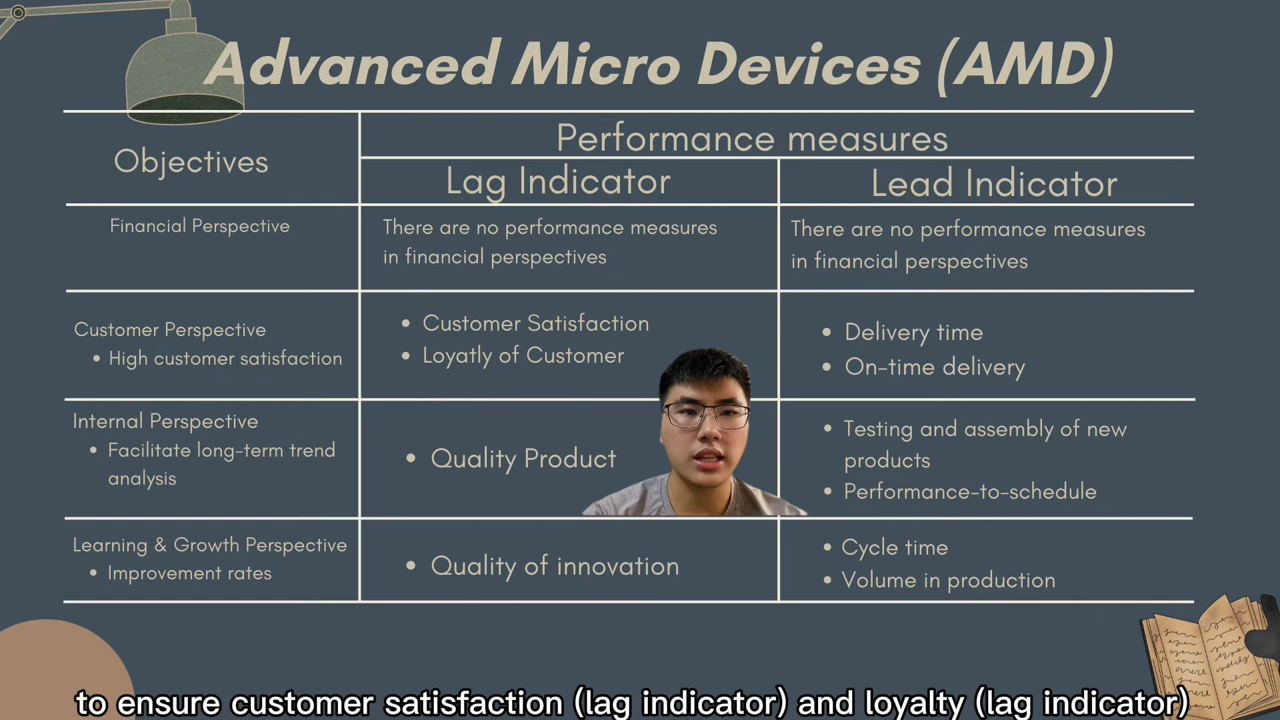 Advanced Micro Devices (AMD)
Objectives
Performance measures
Lag Indicator
Lead Indicator
Financial Perspective
There are no performance measures
in financial perspectives
There are no performance measures
in financial perspectives
Customer Perspective
• High customer satisfaction
• Customer Satisfaction
• Loyatly of Customer
• Delivery time
• On-time delivery
Internal Perspective
• Facilitate long-term trend
analysis
• Quality Product
• Testing and assembly of new
products
• Performance-to-schedule
Learning & Growth Perspective
• Improvement rates
• Quality of innovation
• Cycle time
• Volume in production
to ensure customer satisfaction (lag indicator) and loyalty (lag indicator)